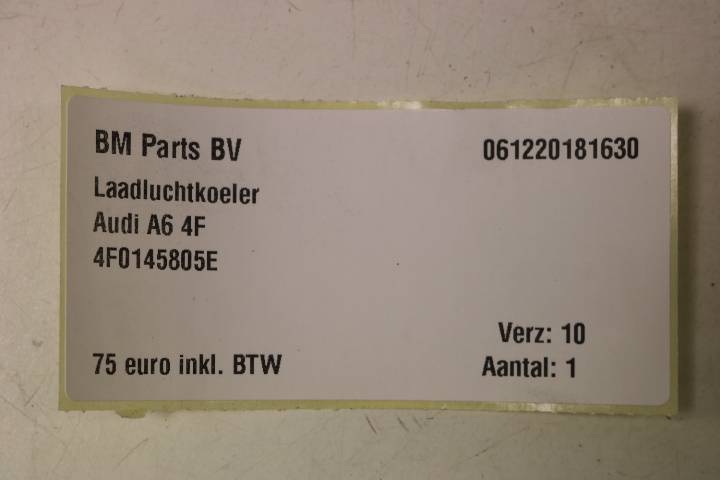 BM Parts BV 061220181630
Laadluchtkoeler
Audi A6 4F
4F0145805E
Verz: 10
75 euro inkl. BTW Aantal: 1